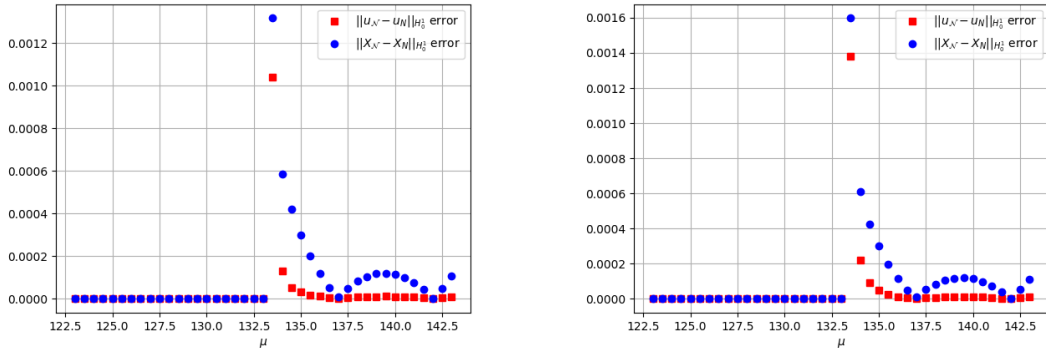 ||u_𝒩 − u_N||_{H_0^1} error
||X_𝒩 − X_N||_{H_0^1} error
0.0012
0.0010
0.0008
0.0006
0.0004
0.0002
0.0000
122.5 125.0 127.5 130.0 132.5 135.0 137.5 140.0 142.5
μ
||u_𝒩 − u_N||_{H_0^1} error
||X_𝒩 − X_N||_{H_0^1} error
0.0016
0.0014
0.0012
0.0010
0.0008
0.0006
0.0004
0.0002
0.0000
122.5 125.0 127.5 130.0 132.5 135.0 137.5 140.0 142.5
μ